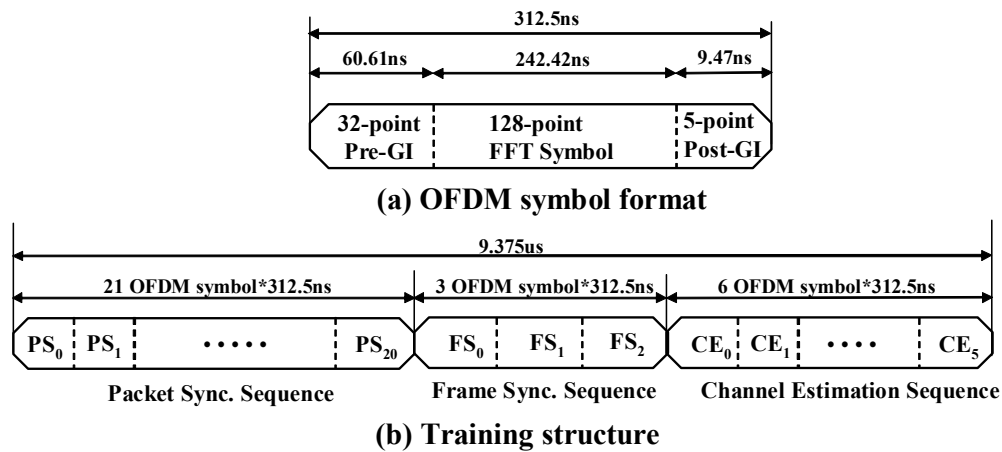 312.5ns
60.61ns 242.42ns 9.47ns
32-point 128-point 5-point
Pre-GI FFT Symbol Post-GI
(a) OFDM symbol format
9.375us
21 OFDM symbol*312.5ns 3 OFDM symbol*312.5ns 6 OFDM symbol*312.5ns
PS0 PS1 ..... PS20 FS0 FS1 FS2 CE0 CE1 .... CE5
Packet Sync. Sequence Frame Sync. Sequence Channel Estimation Sequence
(b) Training structure